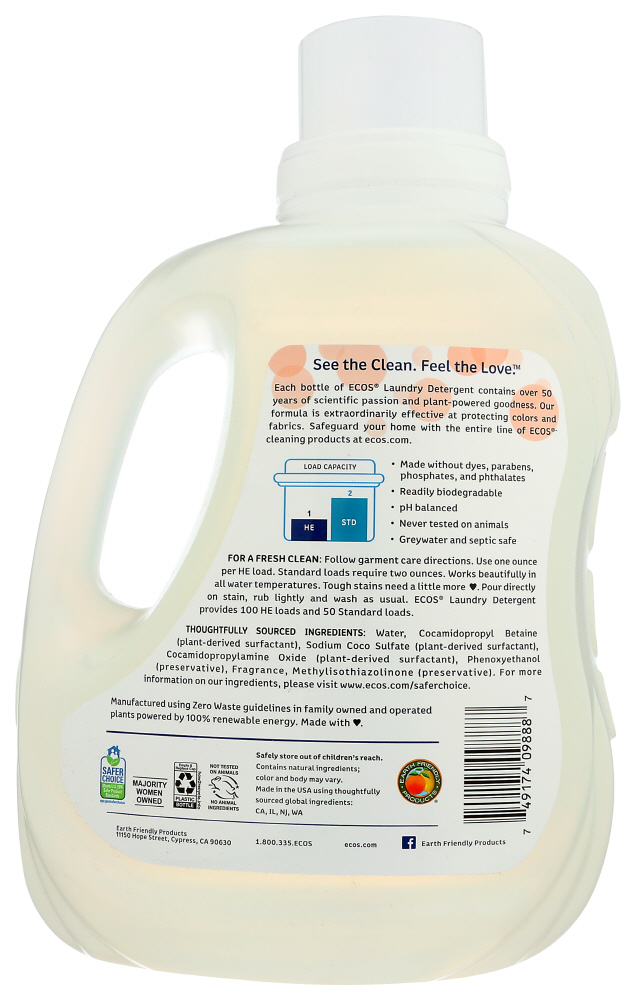 See the Clean. Feel the Love.™
Each bottle of ECOS® Laundry Detergent contains over 50
years of scientific passion and plant-powered goodness. Our
formula is extraordinarily effective at protecting colors and
fabrics. Safeguard your home with the entire line of ECOS®
cleaning products at ecos.com.
LOAD CAPACITY
1
HE
2
STD
• Made without dyes, parabens,
phosphates, and phthalates
• Readily biodegradable
• pH balanced
• Never tested on animals
• Greywater and septic safe
FOR A FRESH CLEAN: Follow garment care directions. Use one ounce
per HE load. Standard loads require two ounces. Works beautifully in
all water temperatures. Tough stains need a little more ♥. Pour directly
on stain, rub lightly and wash as usual. ECOS® Laundry Detergent
provides 100 HE loads and 50 Standard loads.
THOUGHTFULLY SOURCED INGREDIENTS: Water, Cocamidopropyl Betaine
(plant-derived surfactant), Sodium Coco Sulfate (plant-derived surfactant),
Cocamidopropylamine Oxide (plant-derived surfactant), Phenoxyethanol
(preservative), Fragrance, Methylisothiazolinone (preservative). For more
information on our ingredients, please visit www.ecos.com/saferchoice.
Manufactured using Zero Waste guidelines in family owned and operated
plants powered by 100% renewable energy. Made with ♥.
SAFER
CHOICE
MAJORITY
WOMEN
OWNED
PLASTIC
BOTTLE
NOT TESTED
ON ANIMALS
NO ANIMAL
INGREDIENTS
Safely store out of children's reach.
Contains natural ingredients;
color and body may vary.
Made in the USA using thoughtfully
sourced global ingredients:
CA, IL, NJ, WA
EARTH FRIENDLY
PRODUCTS
7 49174 09888 7
Earth Friendly Products
11150 Hope Street, Cypress, CA 90630
1.800.335.ECOS
ecos.com
f Earth Friendly Products